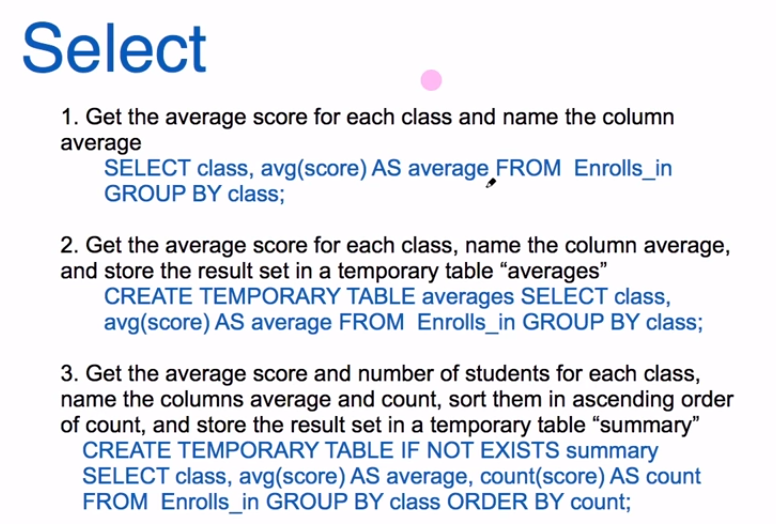 Select
1. Get the average score for each class and name the column
average
SELECT class, avg(score) AS average FROM Enrolls_in
GROUP BY class;
2. Get the average score for each class, name the column average,
and store the result set in a temporary table “averages”
CREATE TEMPORARY TABLE averages SELECT class,
avg(score) AS average FROM Enrolls_in GROUP BY class;
3. Get the average score and number of students for each class,
name the columns average and count, sort them in ascending order
of count, and store the result set in a temporary table “summary”
CREATE TEMPORARY TABLE IF NOT EXISTS summary
SELECT class, avg(score) AS average, count(score) AS count
FROM Enrolls_in GROUP BY class ORDER BY count;